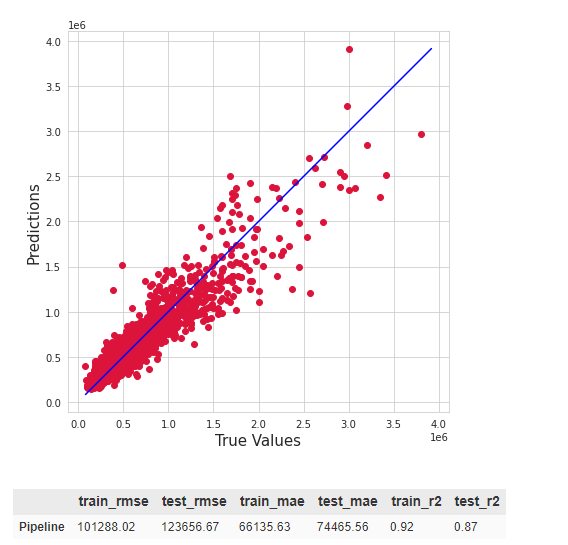 1e6
4.0
3.5
3.0
2.5
2.0
1.5
1.0
0.5
0.0
Predictions
0.0 0.5 1.0 1.5 2.0 2.5 3.0 3.5 4.0
1e6
True Values
train_rmse test_rmse train_mae test_mae train_r2 test_r2
Pipeline 101288.02 123656.67 66135.63 74465.56 0.92 0.87